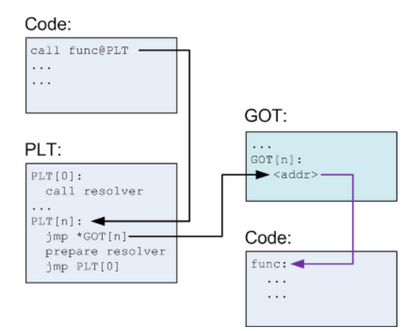 Code:
call func@PLT
...
...
PLT:
PLT[0]:
call resolver
...
PLT[n]:
jmp *GOT[n]
prepare resolver
jmp PLT[0]
GOT:
...
GOT[n]:
<addr>
Code:
func:
...
...